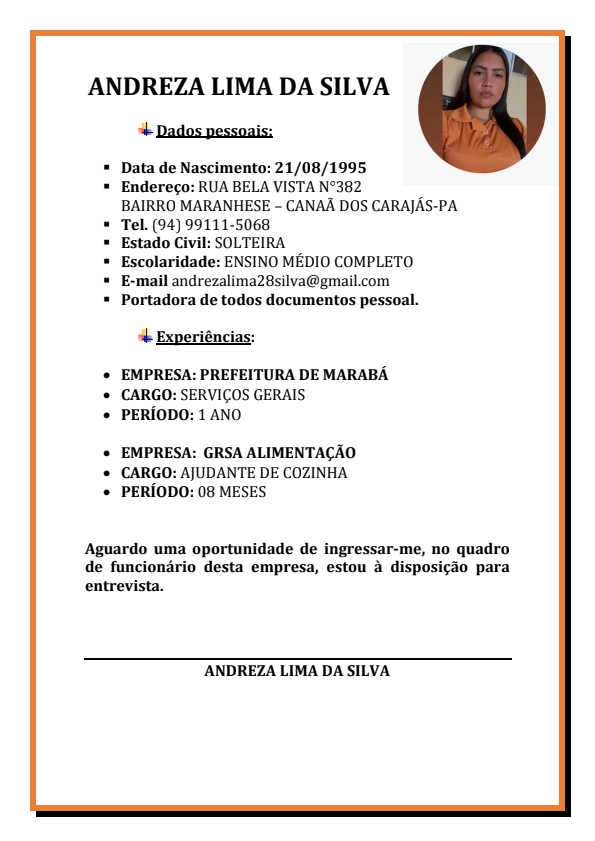 ANDREZA LIMA DA SILVA
Dados pessoais:
Data de Nascimento: 21/08/1995
Endereço: RUA BELA VISTA N°382
BAIRRO MARANHESE – CANAÃ DOS CARAJÁS-PA
Tel. (94) 99111-5068
Estado Civil: SOLTEIRA
Escolaridade: ENSINO MÉDIO COMPLETO
E-mail andrezalima28silva@gmail.com
Portadora de todos documentos pessoal.
Experiências:
EMPRESA: PREFEITURA DE MARABÁ
CARGO: SERVIÇOS GERAIS
PERÍODO: 1 ANO
EMPRESA: GRSA ALIMENTAÇÃO
CARGO: AJUDANTE DE COZINHA
PERÍODO: 08 MESES
Aguardo uma oportunidade de ingressar-me, no quadro
de funcionário desta empresa, estou à disposição para
entrevista.
ANDREZA LIMA DA SILVA